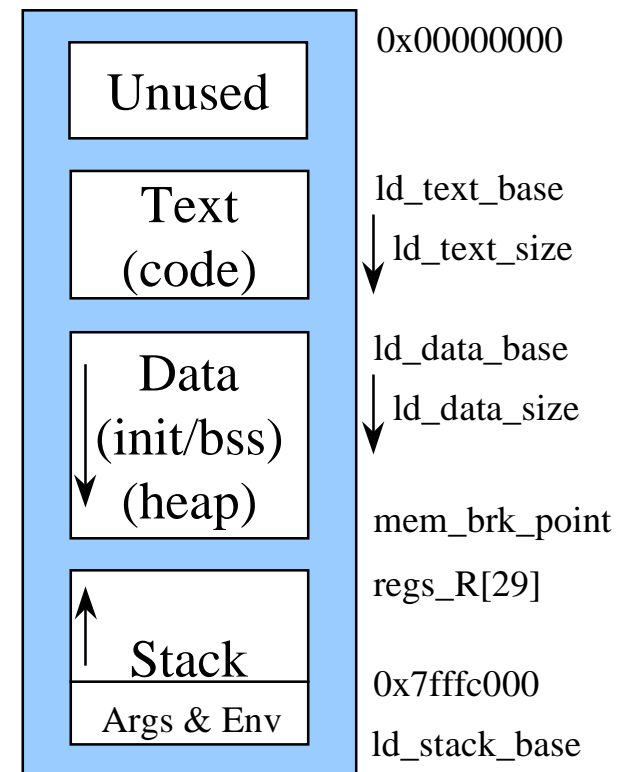 0x00000000
Unused
ld_text_base
Text
(code)
ld_text_size
ld_data_base
Data
ld_data_size
(init/bss)
(heap)
mem_brk_point
regs_R[29]
Stack
0x7fffc000
Args & Env
ld_stack_base